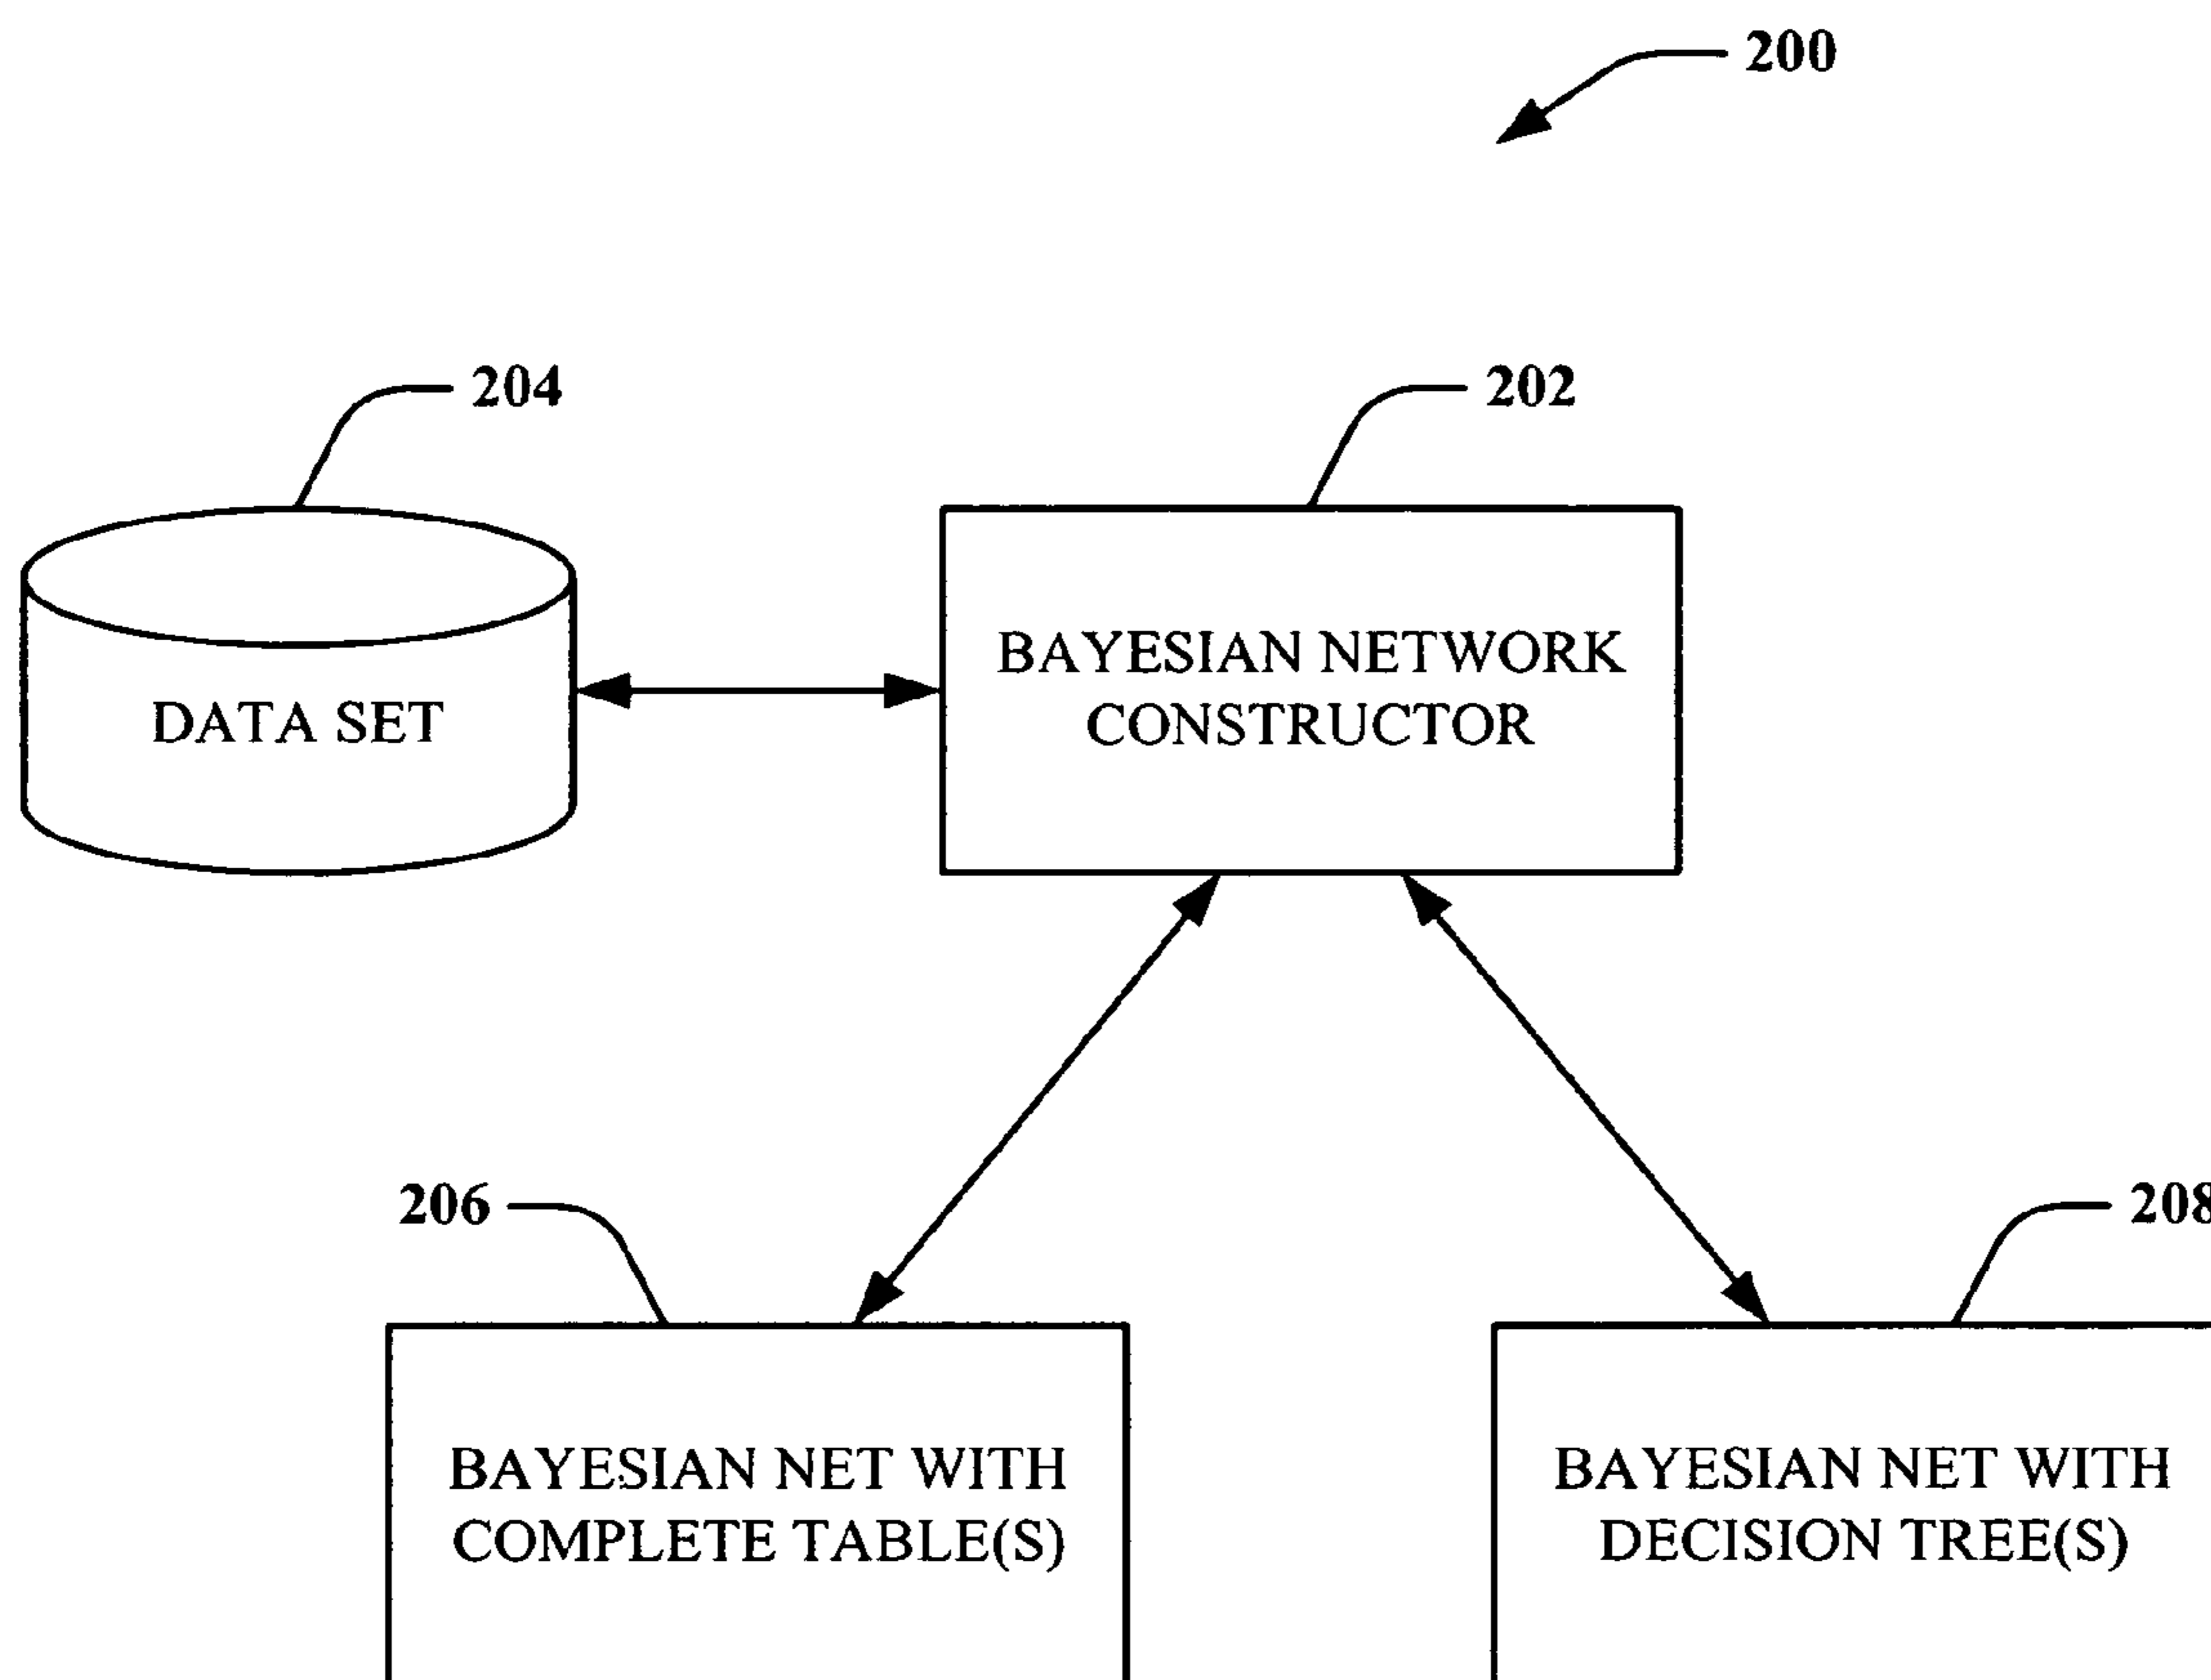 200
204
202
DATA SET
BAYESIAN NETWORK
CONSTRUCTOR
206
208
BAYESIAN NET WITH
COMPLETE TABLE(S)
BAYESIAN NET WITH
DECISION TREE(S)